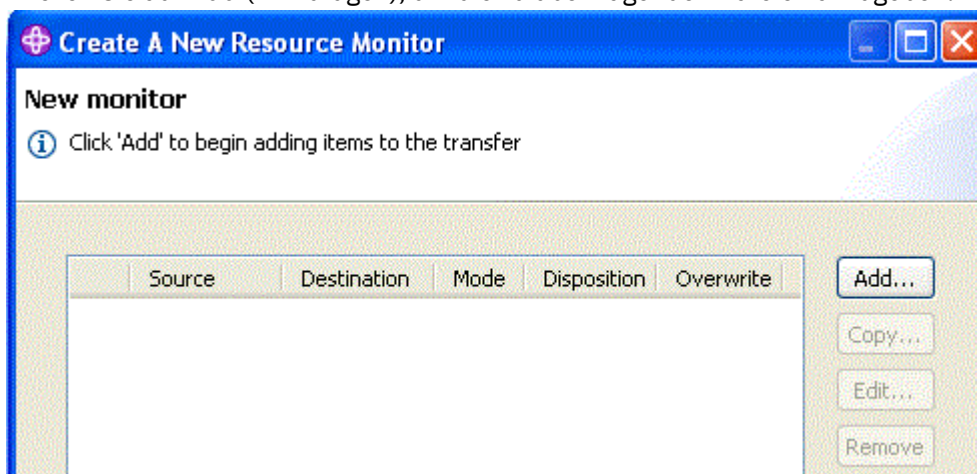 Create A New Resource Monitor
New monitor
Click 'Add' to begin adding items to the transfer
Source Destination Mode Disposition Overwrite
Add...
Copy...
Edit...
Remove